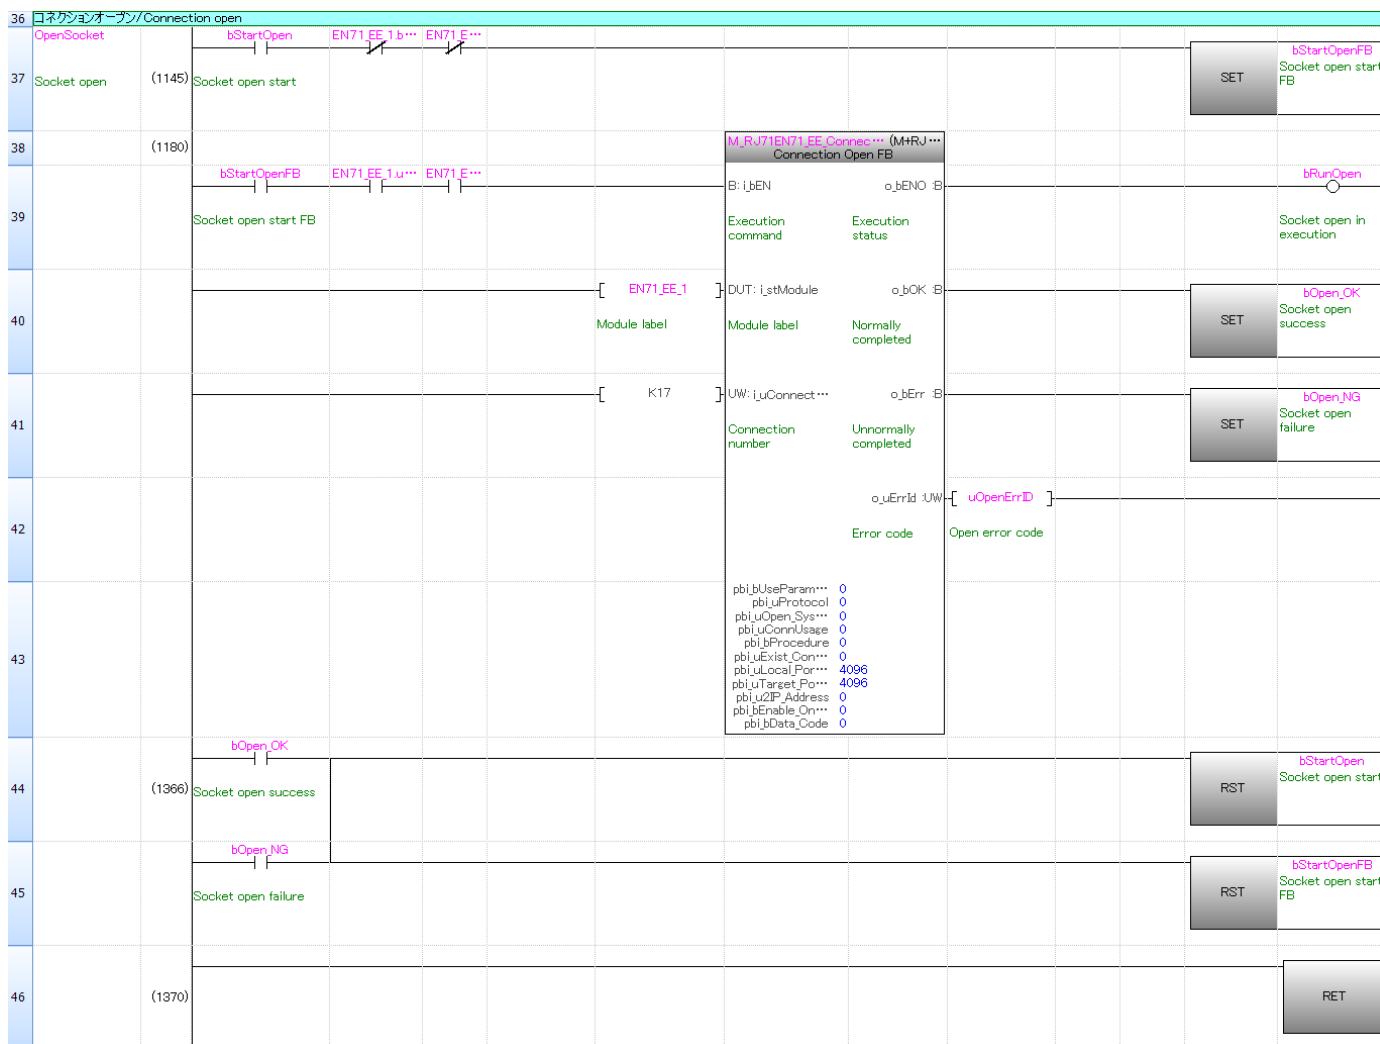 36 コネクションオープン/Connection open
OpenSocket
bStartOpen EN71_EE_1.b… EN71_E…
bStartOpenFB
37 Socket open (1145) Socket open start
SET Socket open start FB
38 (1180)
M_RJ71EN71_EE_Connec… (M+RJ…
Connection Open FB
bStartOpenFB EN71_EE_1.u… EN71_E…
B: i_bEN o_bENO :B
bRunOpen
39 Socket open start FB
Execution command Execution status
Socket open in execution
EN71_EE_1 DUT: i_stModule o_bOK :B
bOpen_OK
40 Module label Module label Normally completed
SET Socket open success
K17 UW: i_uConnect… o_bErr :B
bOpen_NG
41 Connection number Unnormally completed
SET Socket open failure
o_uErrId :UW uOpenErrID
42 Error code Open error code
43
pbi_bUseParam… 0
pbi_uProtocol 0
pbi_uOpen_Sys… 0
pbi_uConnUsage 0
pbi_bProcedure 0
pbi_uExist_Con… 0
pbi_uLocal_Por… 4096
pbi_uTarget_Po… 4096
pbi_u2IP_Address 0
pbi_bEnable_On… 0
pbi_bData_Code 0
bOpen_OK
bStartOpen
44 (1366) Socket open success
RST Socket open start
bOpen_NG
bStartOpenFB
45 Socket open failure
RST Socket open start FB
46 (1370) RET